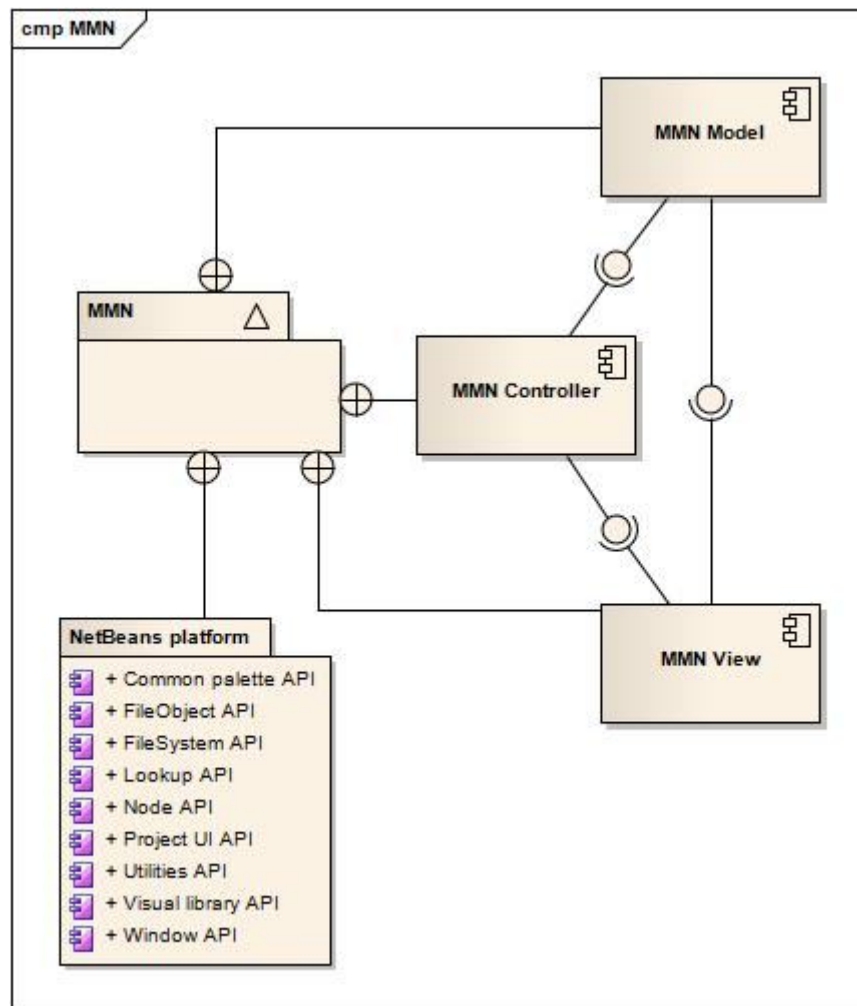 cmp MMN
MMN Model
MMN
MMN Controller
NetBeans platform
+ Common palette API
+ FileObject API
+ FileSystem API
+ Lookup API
+ Node API
+ Project UI API
+ Utilities API
+ Visual library API
+ Window API
MMN View